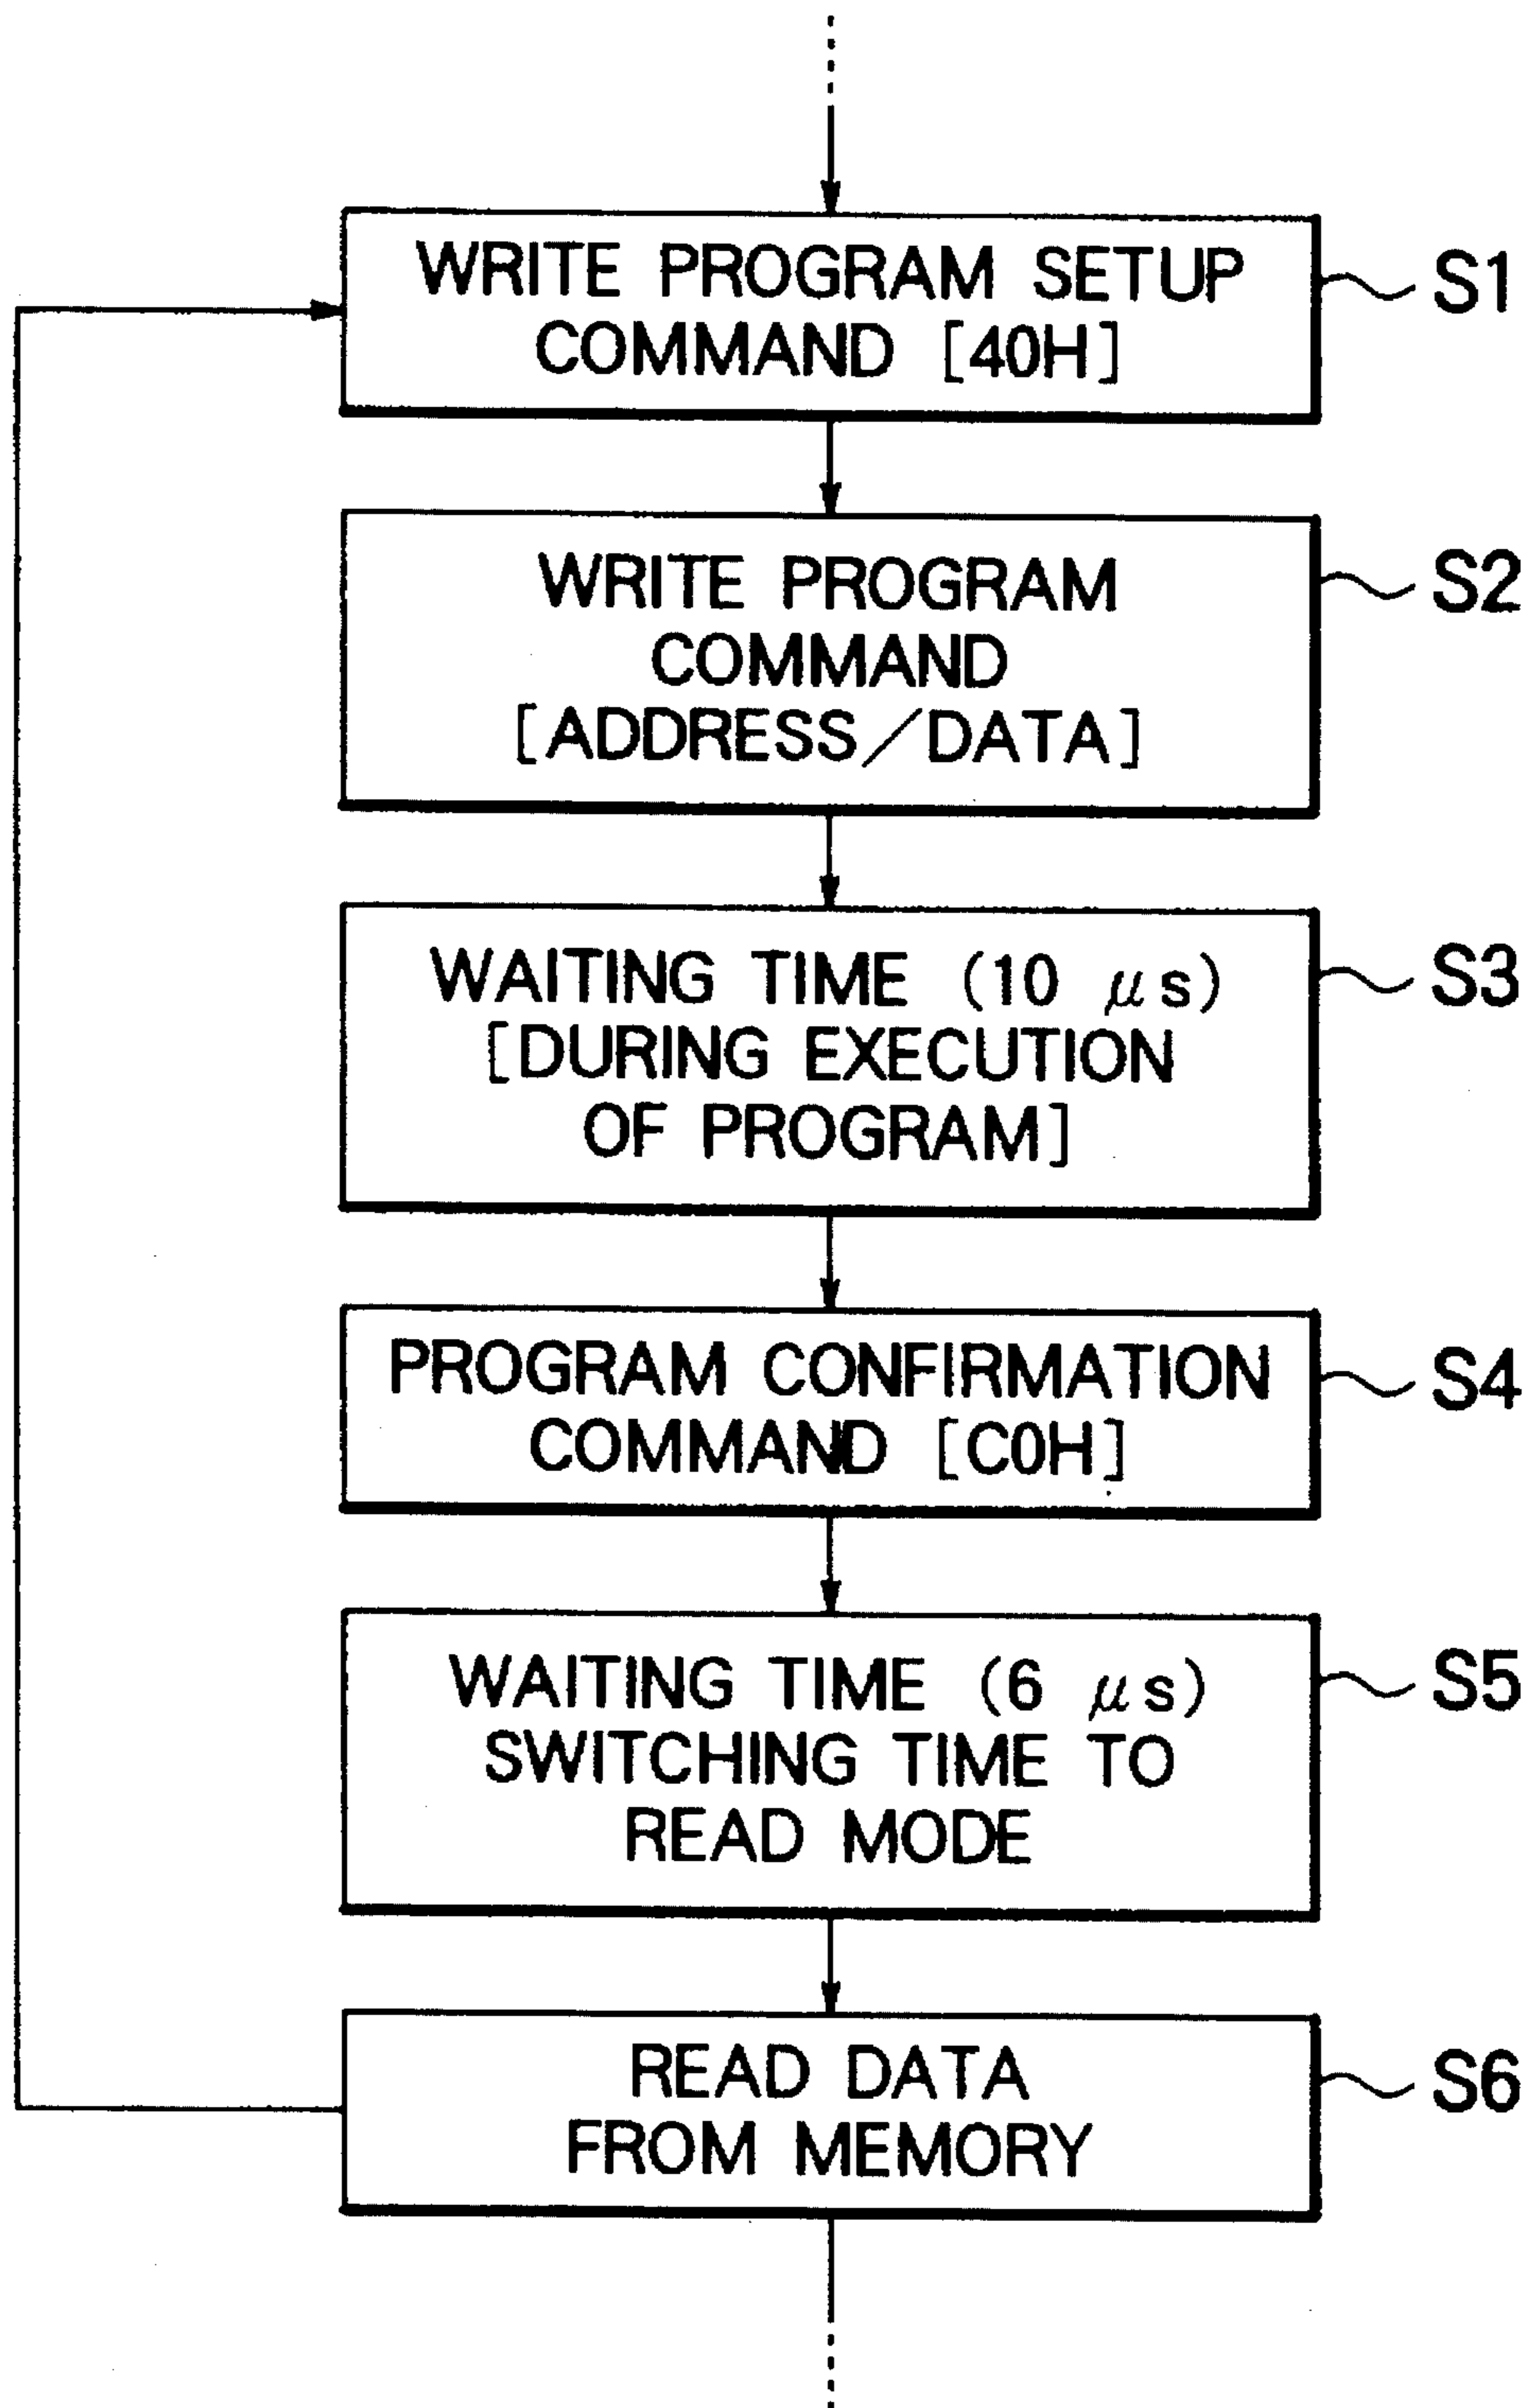 WRITE PROGRAM SETUP
COMMAND [40H]
S1
WRITE PROGRAM
COMMAND
[ADDRESS/DATA]
S2
WAITING TIME (10 μs)
[DURING EXECUTION
OF PROGRAM]
S3
PROGRAM CONFIRMATION
COMMAND [C0H]
S4
WAITING TIME (6 μs)
SWITCHING TIME TO
READ MODE
S5
READ DATA
FROM MEMORY
S6